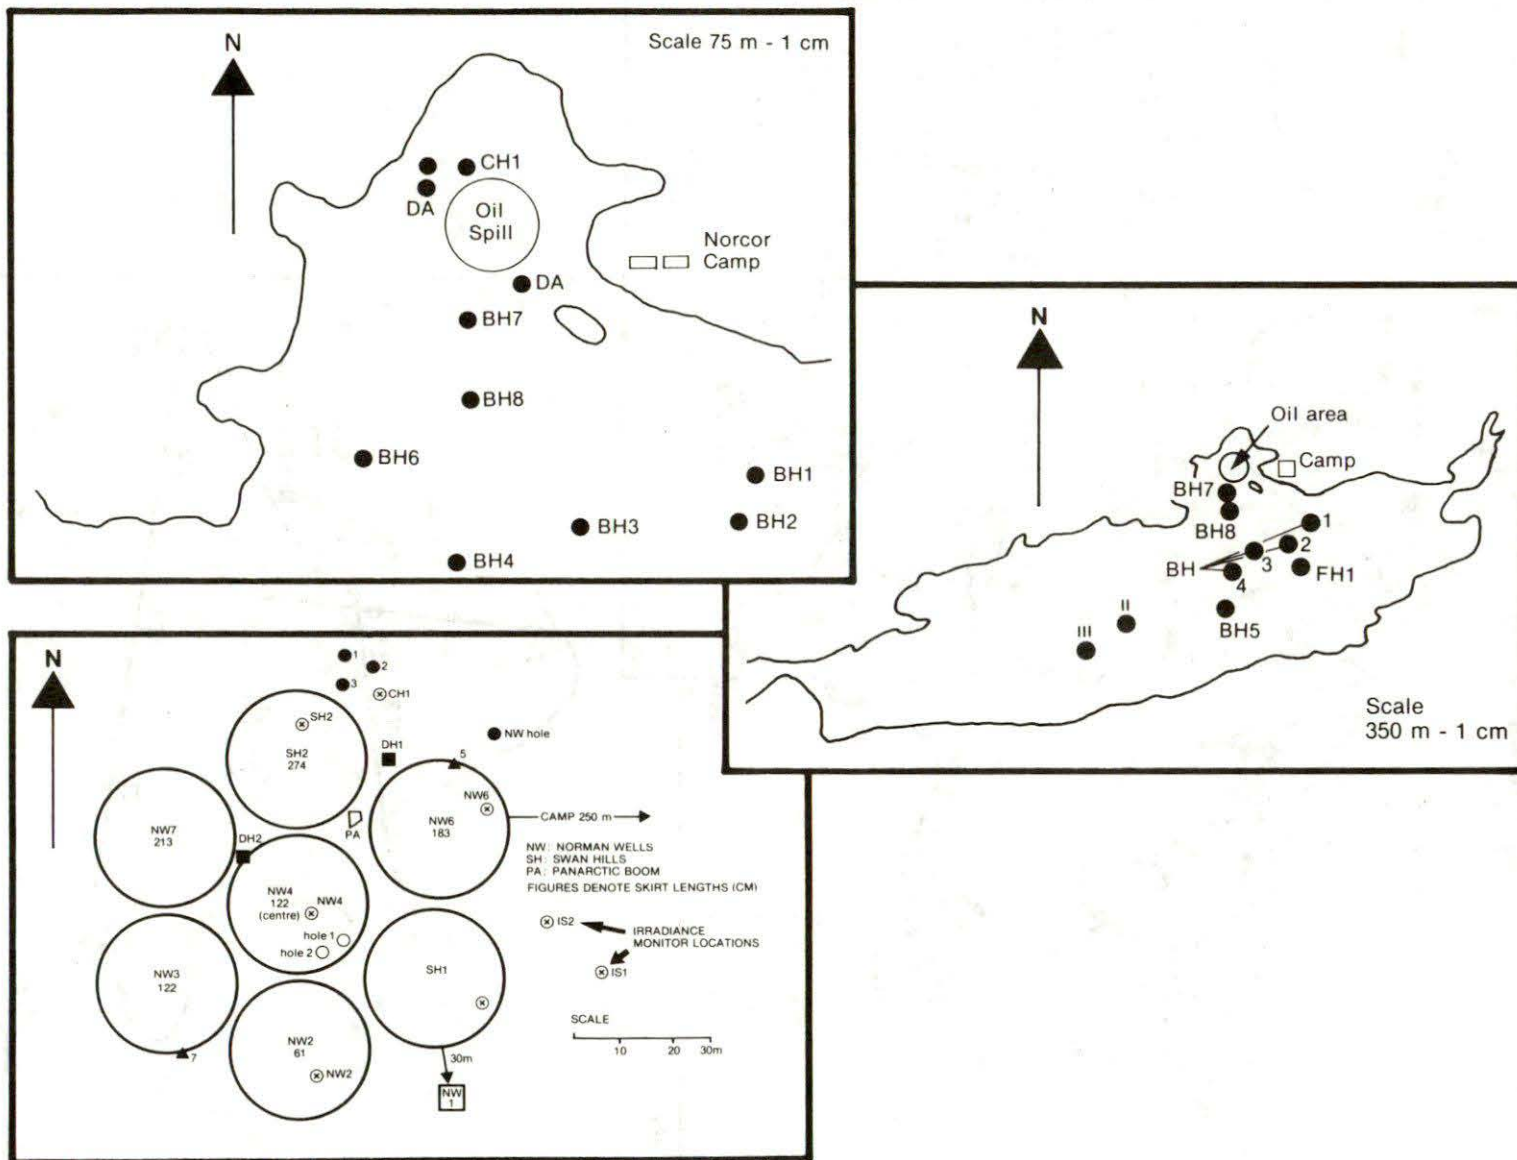 N
Scale 75 m - 1 cm
CH1
DA
Oil
Spill
Norcor
Camp
DA
BH7
BH8
BH6
BH1
BH2
BH3
BH4
N
Oil area
Camp
BH7
BH8
1
2
BH
3
4
FH1
II
BH5
III
Scale
350 m - 1 cm
N
1
2
3
CH1
SH2
NW hole
SH2
274
DH1
5
NW6
NW7
213
PA
NW6
183
CAMP 250 m
DH2
NW: NORMAN WELLS
SH: SWAN HILLS
PA: PANARCTIC BOOM
FIGURES DENOTE SKIRT LENGTHS (CM)
NW4
122
(centre)
NW4
hole 1
hole 2
IS2
IRRADIANCE
MONITOR LOCATIONS
IS1
NW3
122
SH1
SCALE
10 20 30m
NW2
61
7
NW2
30m
NW
1